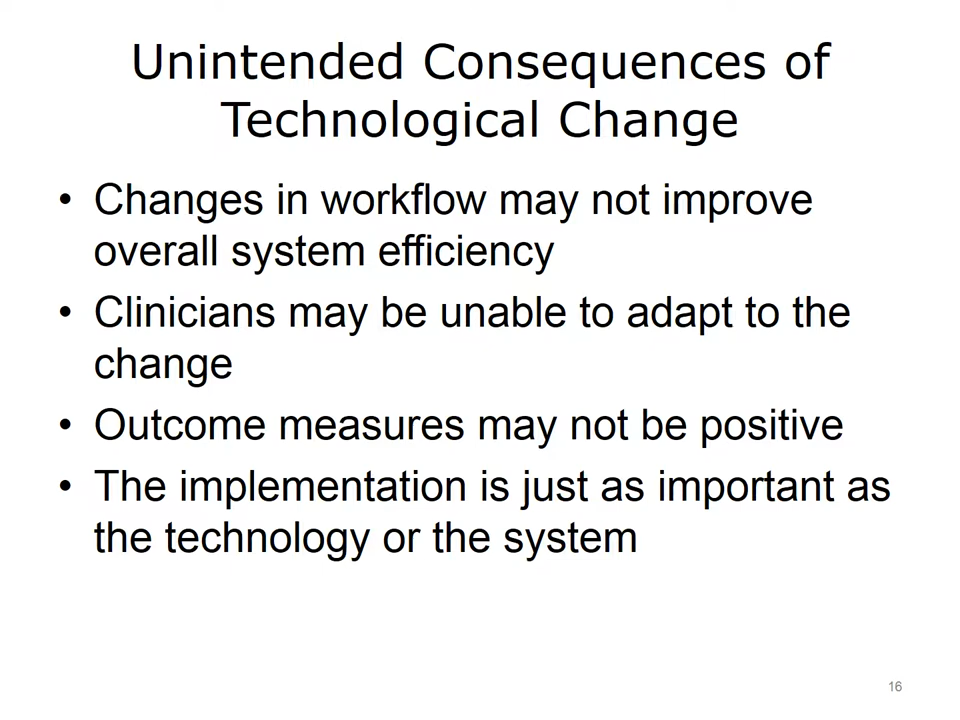 Unintended Consequences of
Technological Change
• Changes in workflow may not improve
overall system efficiency
• Clinicians may be unable to adapt to the
change
• Outcome measures may not be positive
• The implementation is just as important as
the technology or the system
16